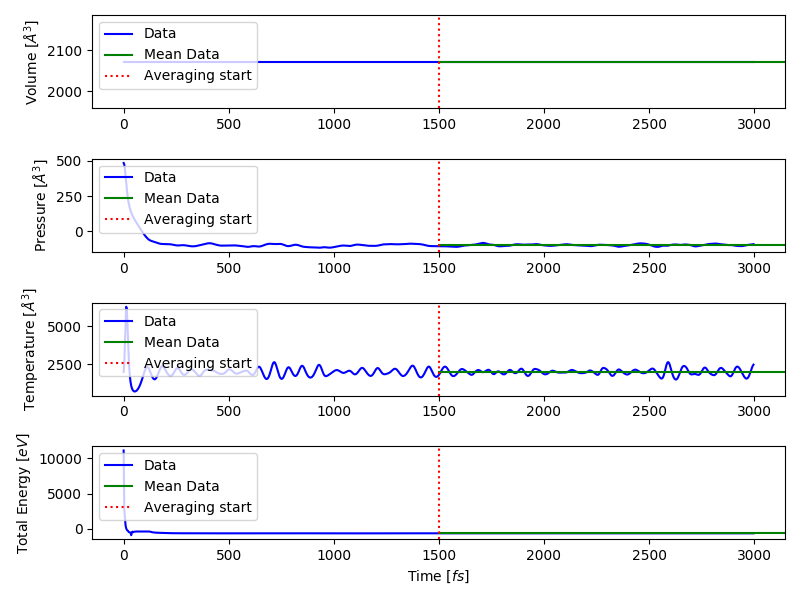 Volume [Å³]
2100
2000
Data
Mean Data
Averaging start
0 500 1000 1500 2000 2500 3000
Pressure [Å³]
500
250
0
Data
Mean Data
Averaging start
0 500 1000 1500 2000 2500 3000
Temperature [Å³]
5000
2500
Data
Mean Data
Averaging start
0 500 1000 1500 2000 2500 3000
Total Energy [eV]
10000
5000
0
Data
Mean Data
Averaging start
0 500 1000 1500 2000 2500 3000
Time [fs]